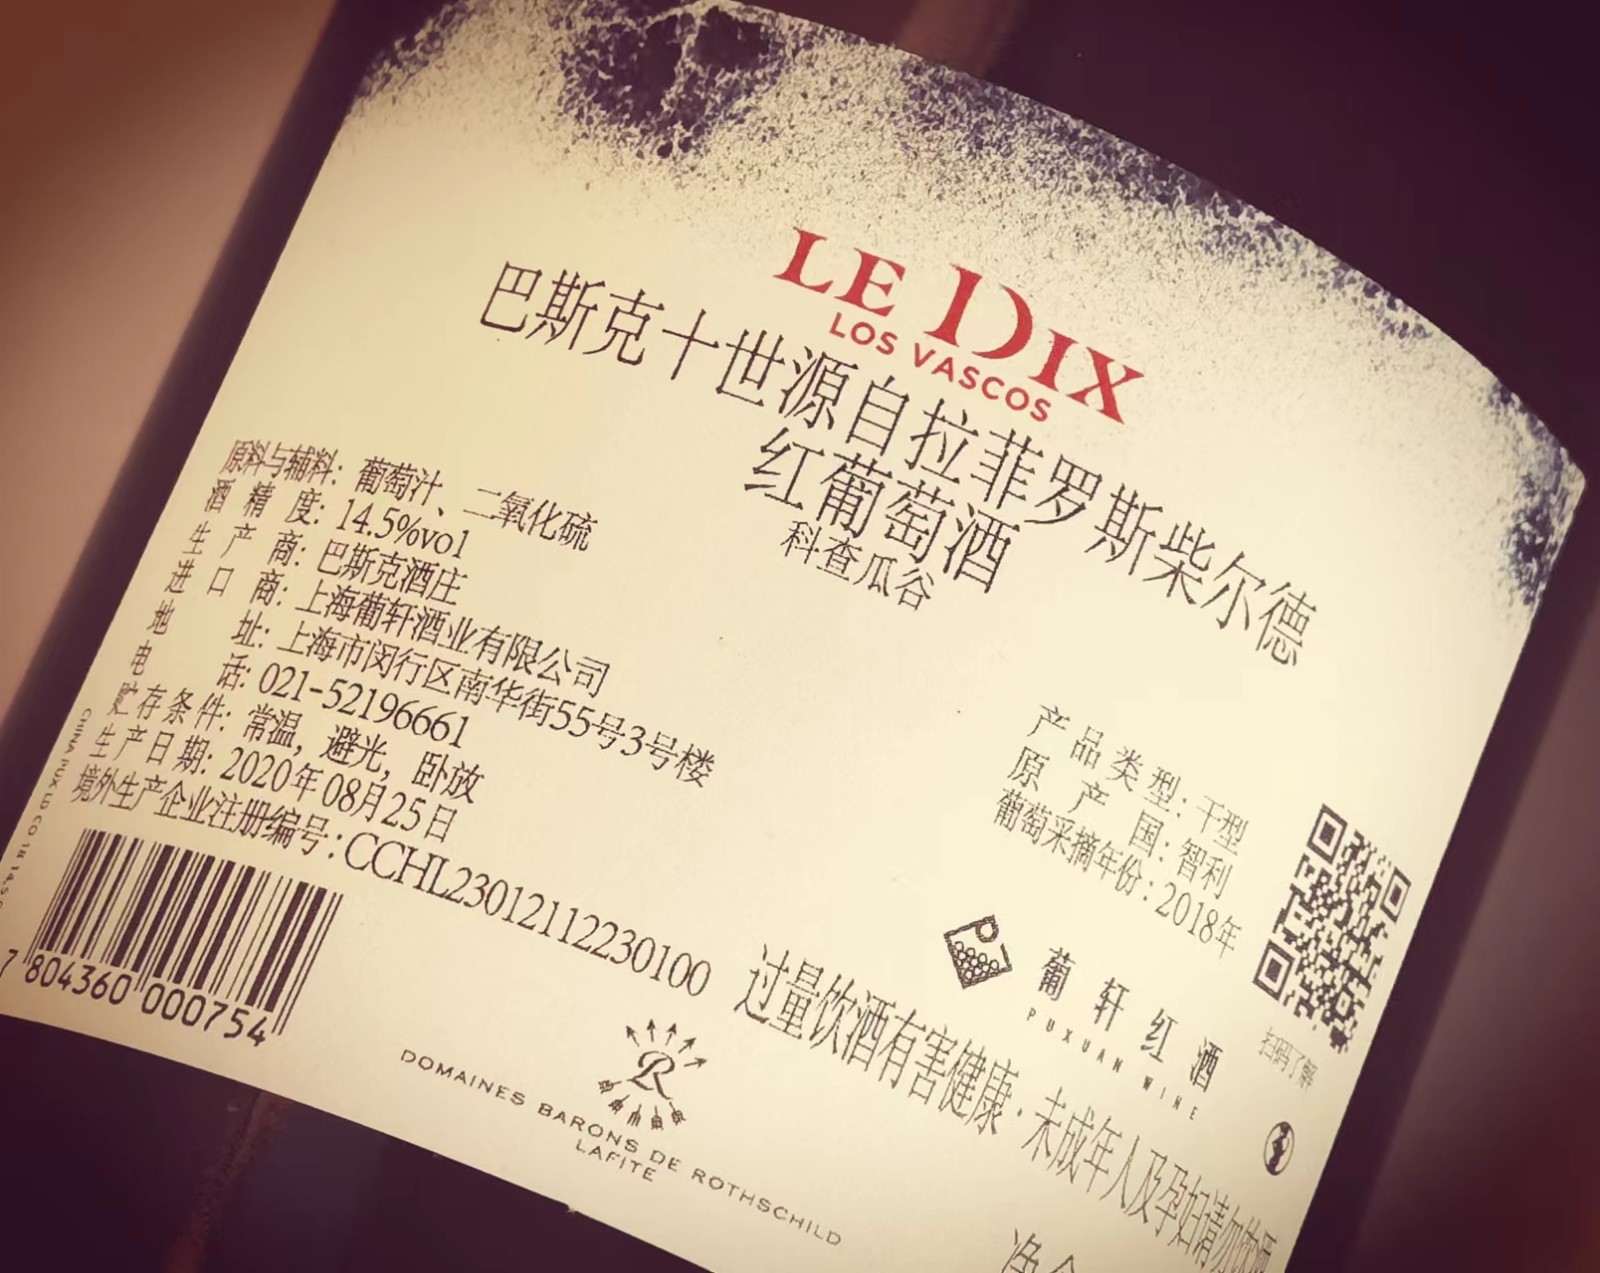 LE DIX
LOS VASCOS
巴斯克十世源自拉菲罗斯柴尔德
红葡萄酒
科查瓜谷
原料与辅料：葡萄汁、二氧化硫
酒精度：14.5%vol
生产商：巴斯克酒庄
进口商：上海葡轩酒业有限公司
地址：上海市闵行区南华街55号3号楼
电话：021-52196661
贮存条件：常温，避光，卧放
生产日期：2020年08月25日
境外生产企业注册编号：CCHL23012112230100
产品类型：干型
原产国：智利
葡萄采摘年份：2018年
葡轩红酒
PUXUAN WINE
扫码了解
过量饮酒有害健康·未成年人及孕妇请勿饮酒
7 804360 000754
DOMAINES BARONS DE ROTHSCHILD
LAFITE
CHINA PUX LD CO 18
净含